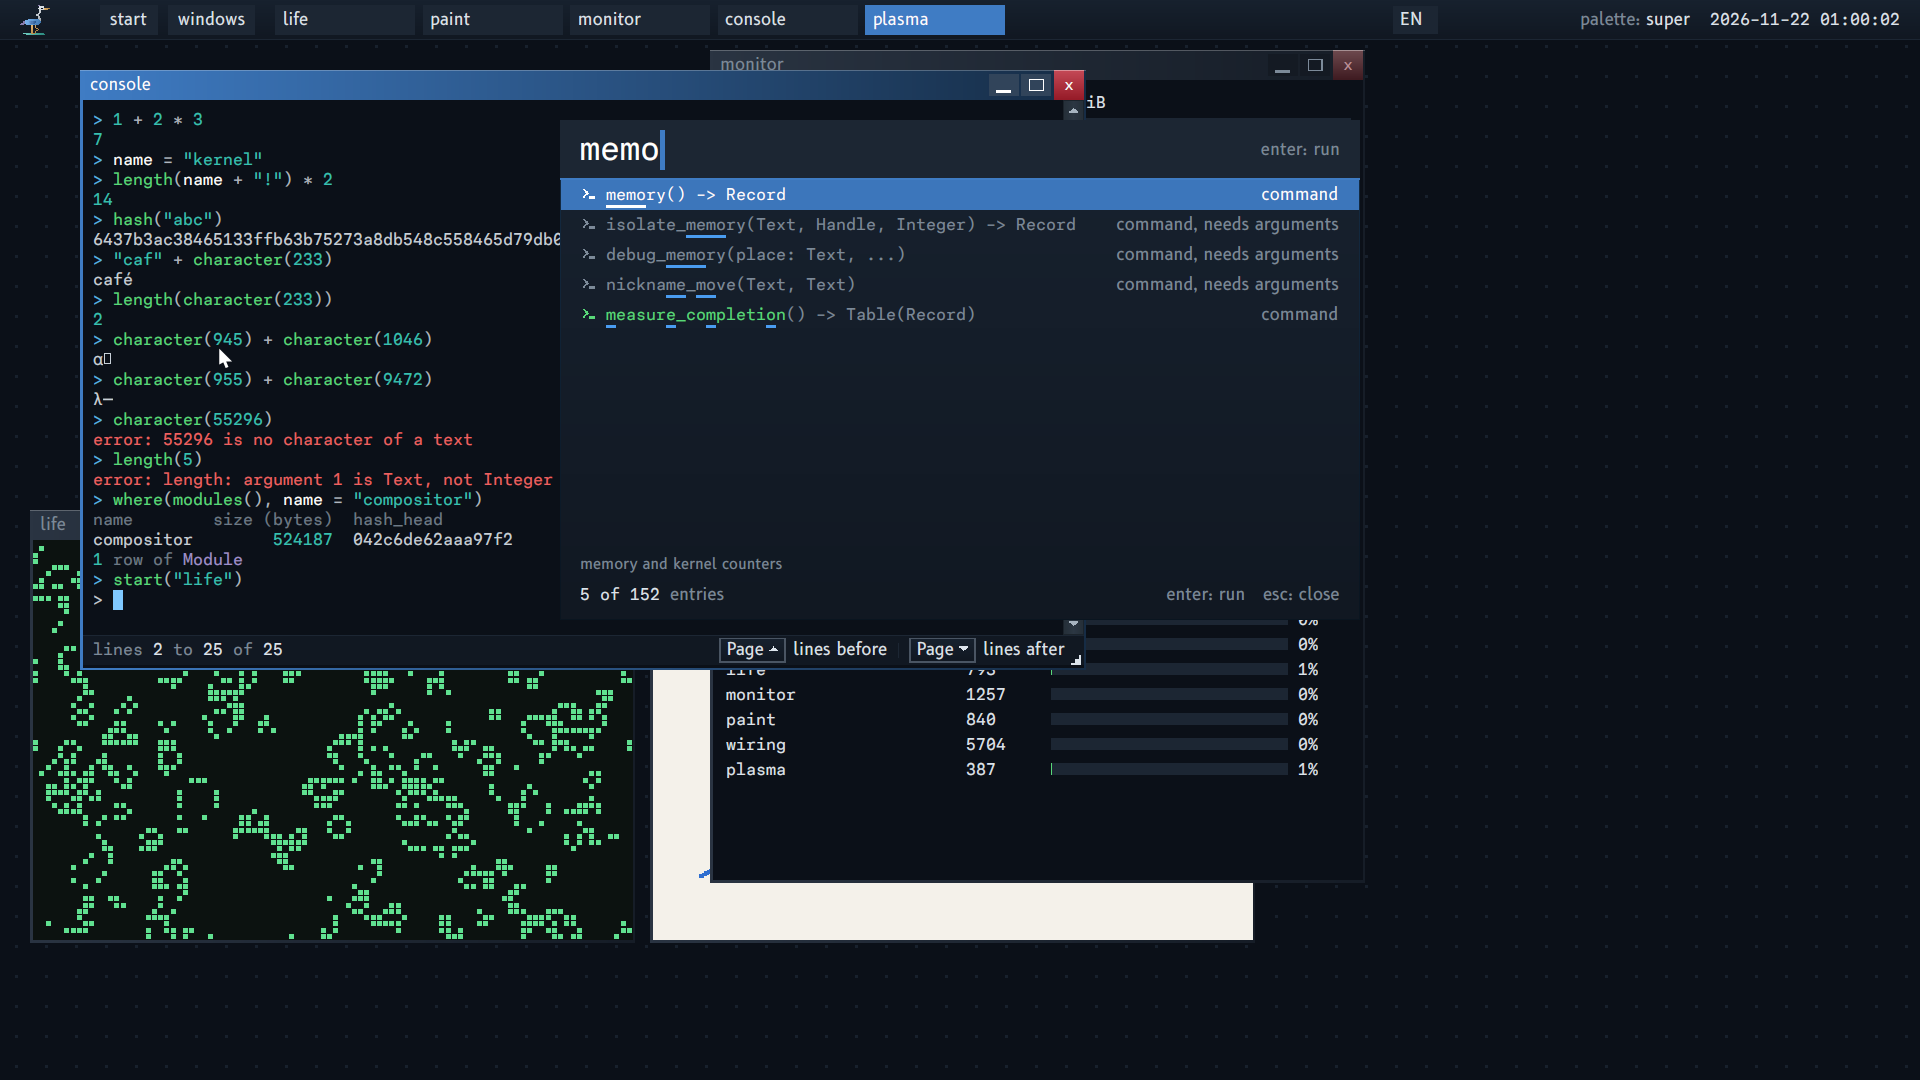 start windows life paint monitor console plasma EN palette: super 2026-11-22 01:00:02
monitor x
console x
iB
> 1 + 2 * 3
7
> name = "kernel"
> length(name + "!") * 2
14
> hash("abc")
6437b3ac38465133ffb63b75273a8db548c558465d79db0
> "caf" + character(233)
café
> length(character(233))
2
> character(945) + character(1046)
α
> character(955) + character(9472)
λ─
> character(55296)
error: 55296 is no character of a text
> length(5)
error: length: argument 1 is Text, not Integer
> where(modules(), name = "compositor")
name size (bytes) hash_head
compositor 524187 042c6de62aaa97f2
1 row of Module
> start("life")
>
lines 2 to 25 of 25 Page lines before Page lines after
memo enter: run
memory() -> Record command
isolate_memory(Text, Handle, Integer) -> Record command, needs arguments
debug_memory(place: Text, ...) command, needs arguments
nickname_move(Text, Text) command, needs arguments
measure_completion() -> Table(Record) command
memory and kernel counters
5 of 152 entries enter: run esc: close
life
0%
0%
life 793 1%
monitor 1257 0%
paint 840 0%
wiring 5704 0%
plasma 387 1%